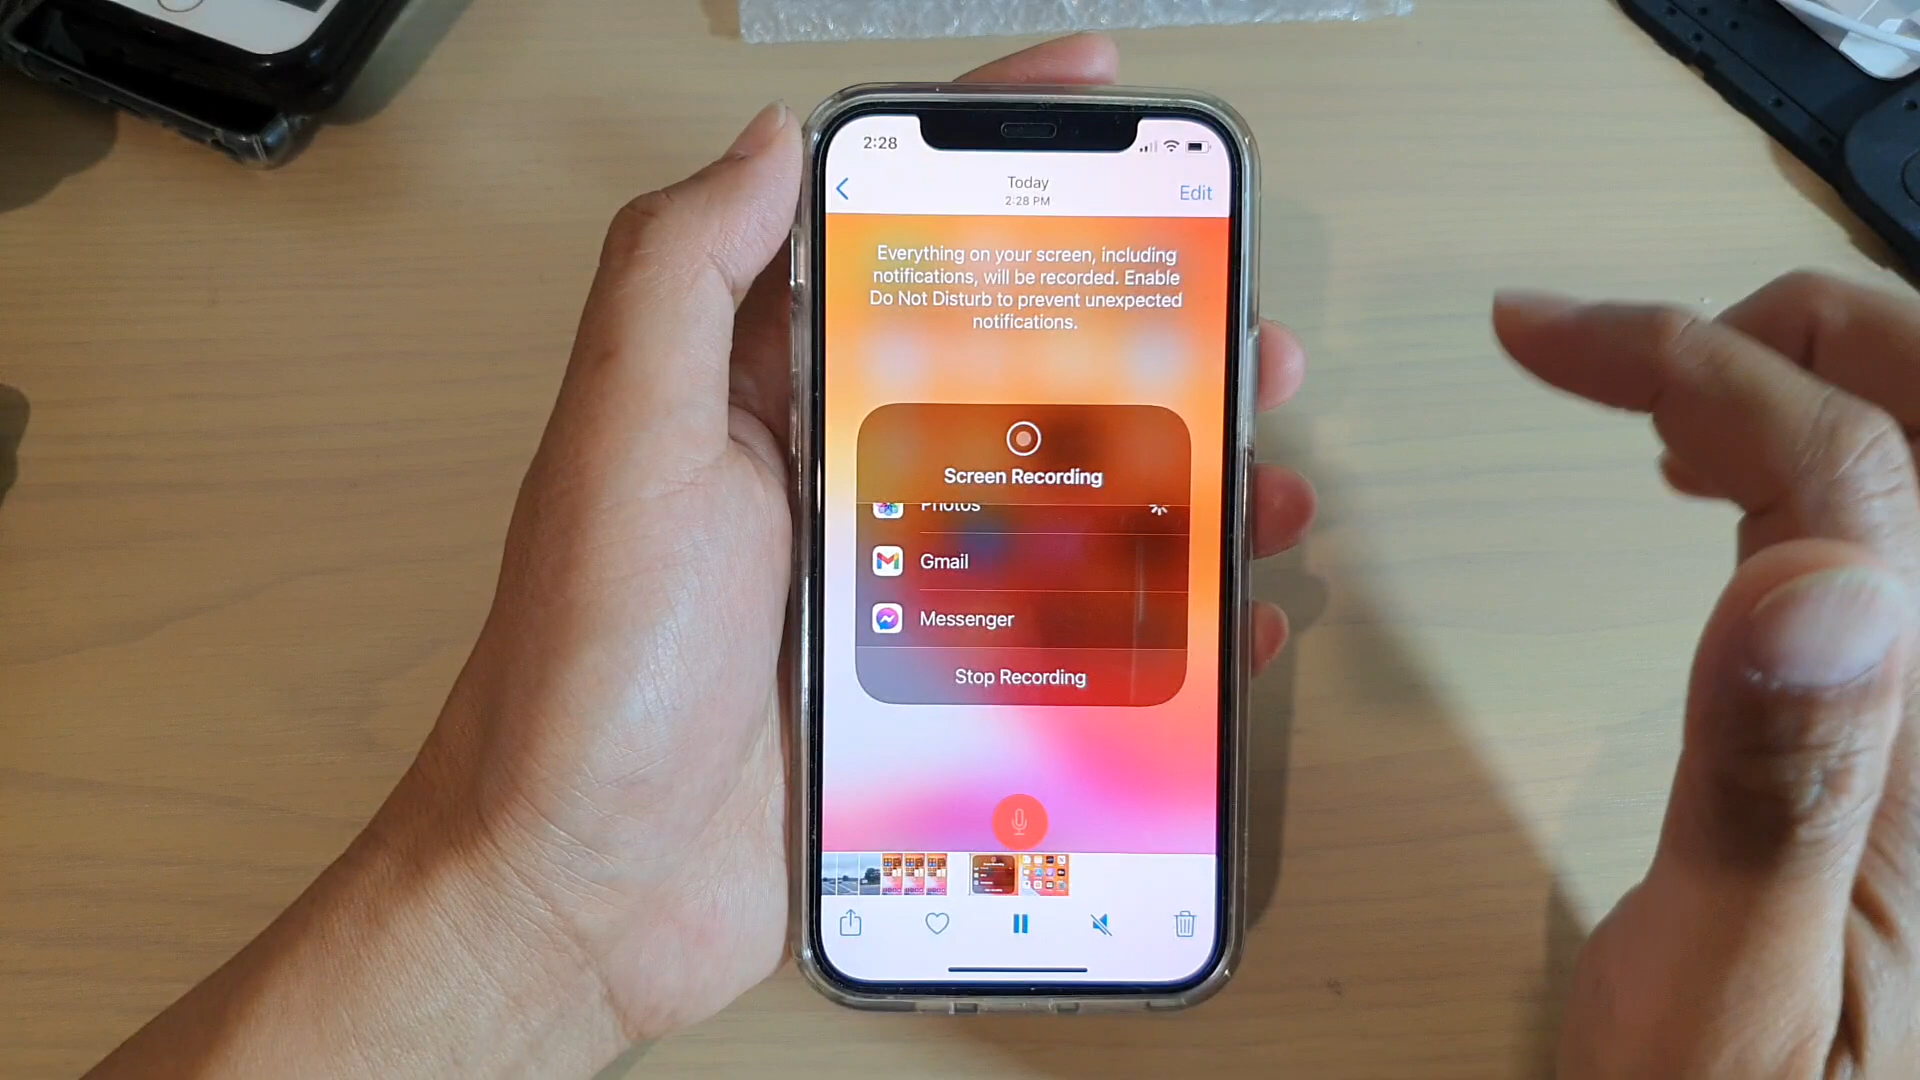 2:28
Today
2:28 PM
Edit
Everything on your screen, including
notifications, will be recorded. Enable
Do Not Disturb to prevent unexpected
notifications.
Screen Recording
Photos
Gmail
Messenger
Stop Recording